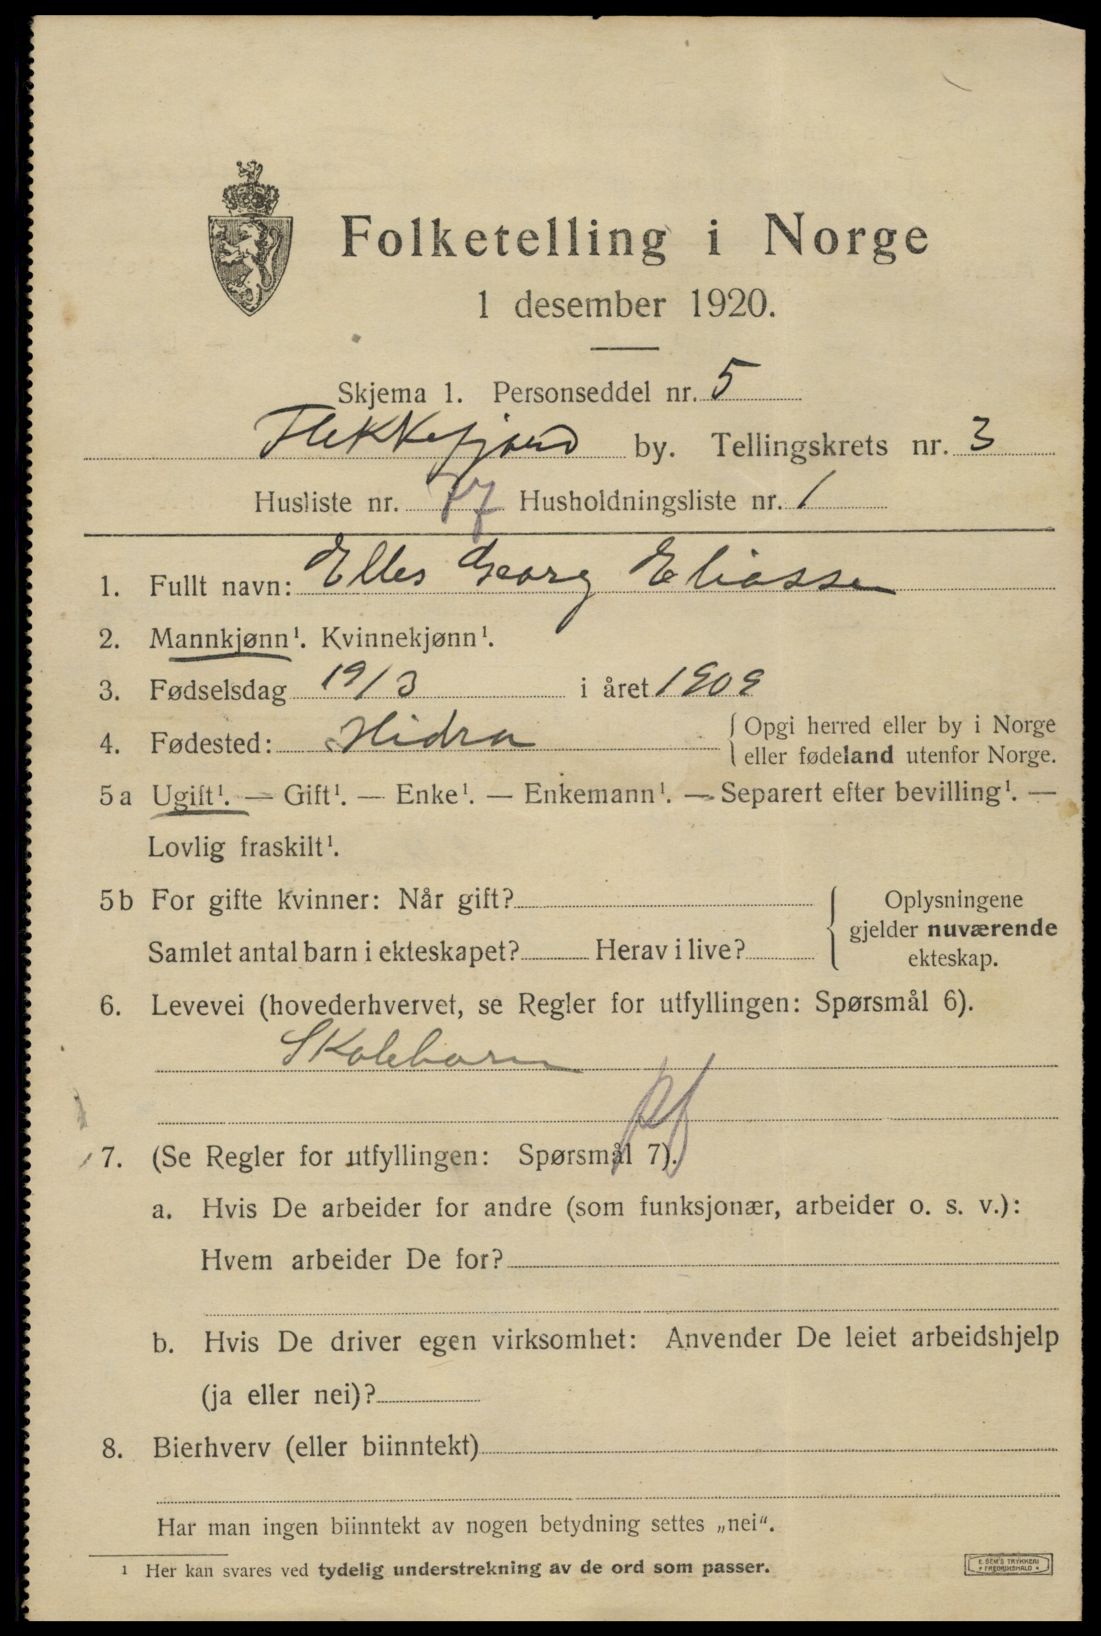 Folketelling i Norge
1 desember 1920.
Skjema 1. Personseddel nr. 5
Flekkefjord by. Tellingskrets nr. 3
Husliste nr. 77 Husholdningsliste nr. 1
1. Fullt navn: Elles Georg Eliassen
2. Mannkjønn¹. Kvinnekjønn¹.
3. Fødselsdag 19/3 i året 1909
4. Fødested: Hidra { Opgi herred eller by i Norge
eller fødeland utenfor Norge.
5 a Ugift¹. — Gift¹. — Enke¹. — Enkemann¹. — Separert efter bevilling¹. —
Lovlig fraskilt¹.
5 b For gifte kvinner: Når gift? { Oplysningene
gjelder nuværende
Samlet antal barn i ekteskapet? Herav i live? ekteskap.
6. Levevei (hovederhvervet, se Regler for utfyllingen: Spørsmål 6).
Skolebarn
7. (Se Regler for utfyllingen: Spørsmål 7).
a. Hvis De arbeider for andre (som funksjonær, arbeider o. s. v.):
Hvem arbeider De for?
b. Hvis De driver egen virksomhet: Anvender De leiet arbeidshjelp
(ja eller nei)?
8. Bierhverv (eller biinntekt)
Har man ingen biinntekt av nogen betydning settes „nei“.
¹ Her kan svares ved tydelig understrekning av de ord som passer.
E. SEM'S TRYKKERI
FREDRIKSHALD